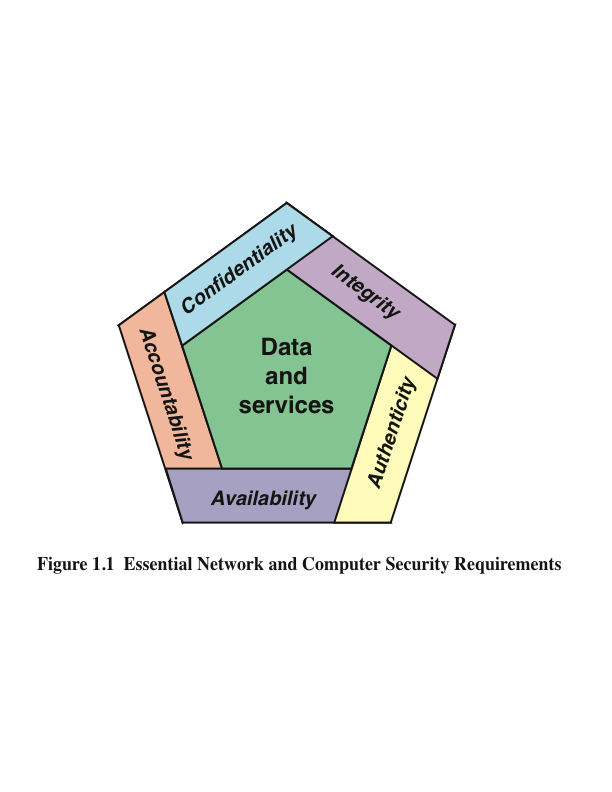 Confidentiality
Integrity
Accountability
Data
and
services
Authenticity
Availability
Figure 1.1 Essential Network and Computer Security Requirements